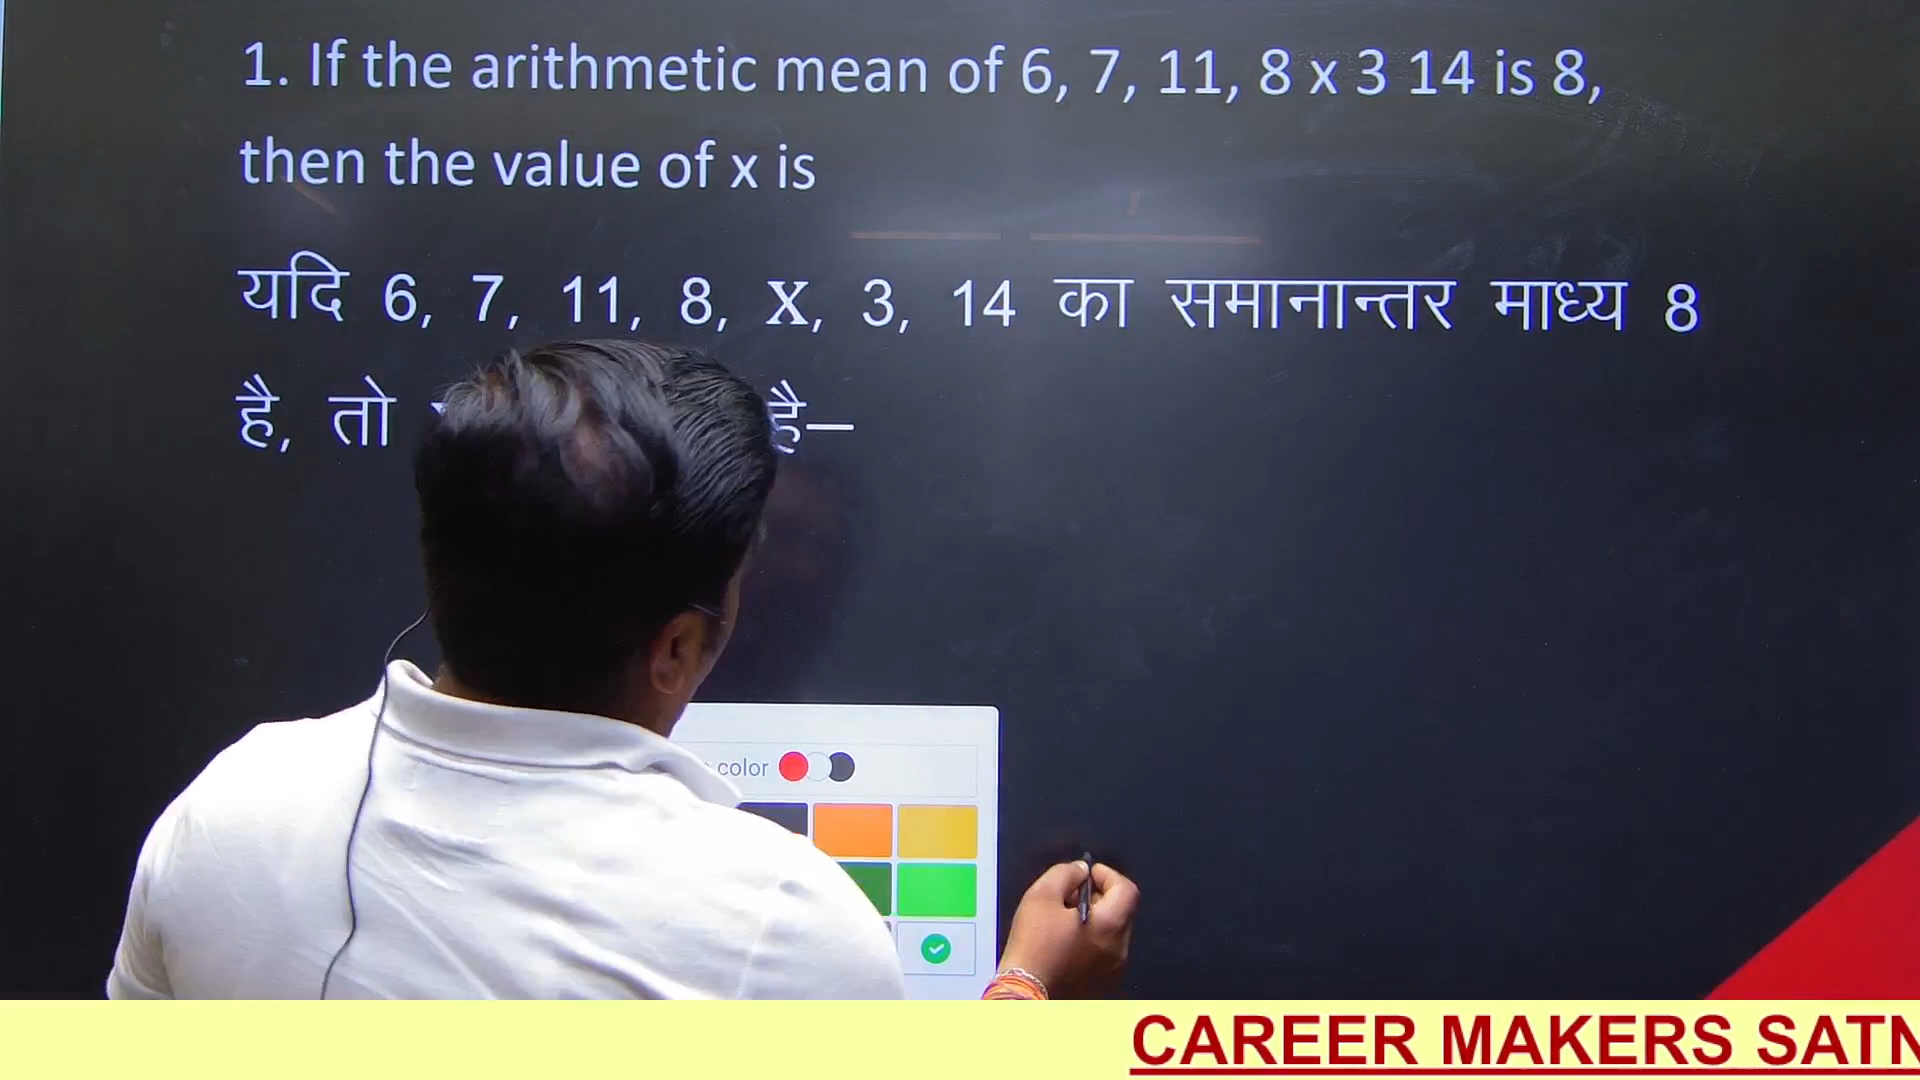 1. If the arithmetic mean of 6, 7, 11, 8 x 3 14 is 8,
then the value of x is
यदि 6, 7, 11, 8, X, 3, 14 का समानान्तर माध्य 8
है, तो है–
color
CAREER MAKERS SATN